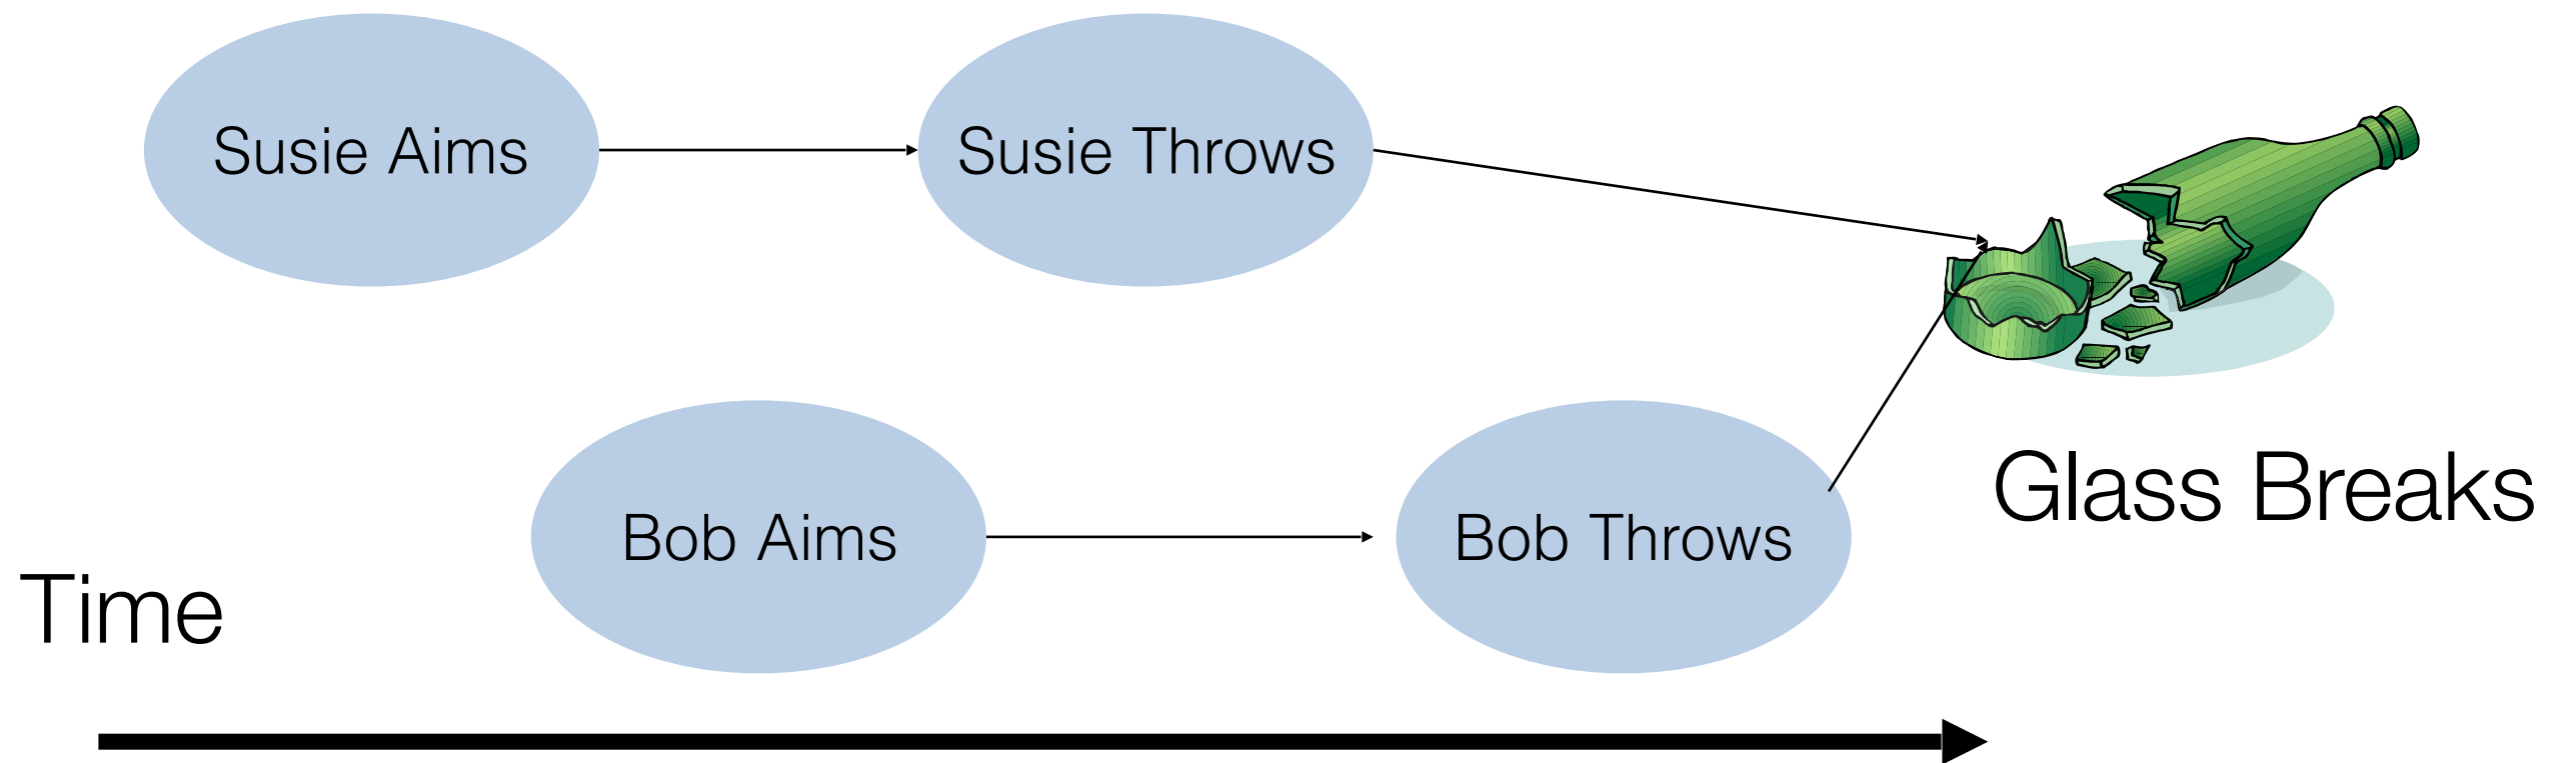 Susie Aims
Susie Throws
Bob Aims
Bob Throws
Glass Breaks
Time